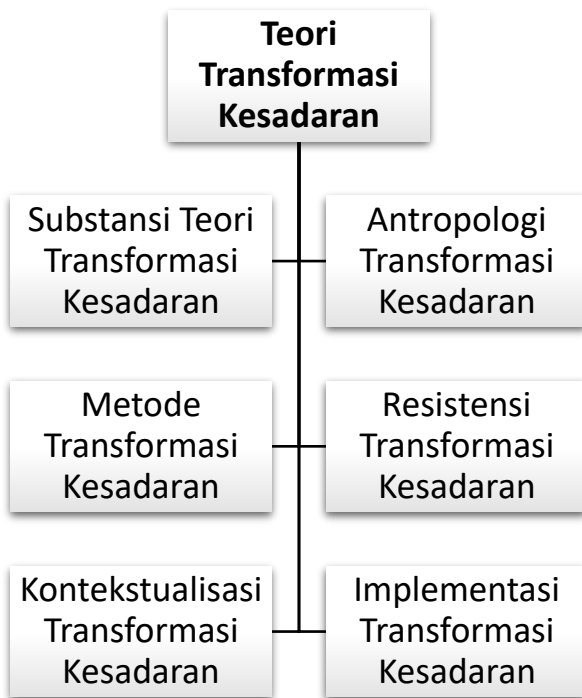 Teori
Transformasi
Kesadaran
Substansi Teori
Transformasi
Kesadaran
Antropologi
Transformasi
Kesadaran
Metode
Transformasi
Kesadaran
Resistensi
Transformasi
Kesadaran
Kontekstualisasi
Transformasi
Kesadaran
Implementasi
Transformasi
Kesadaran